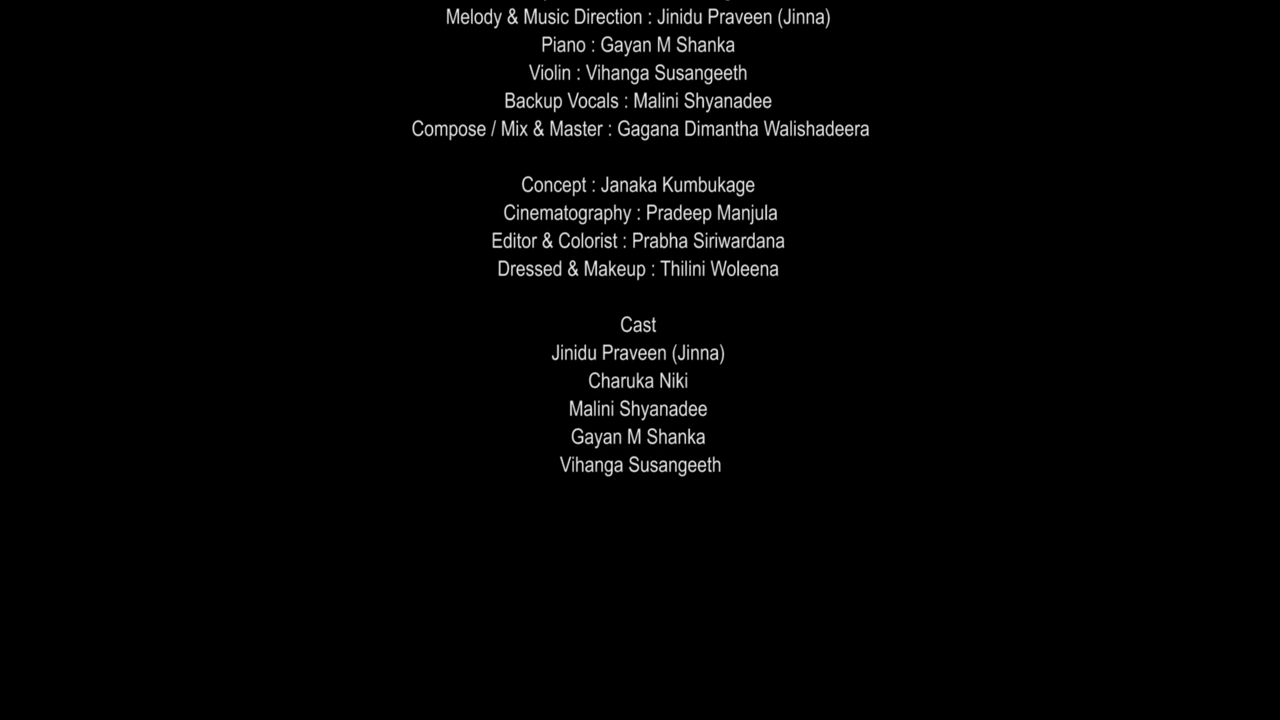 Melody & Music Direction : Jinidu Praveen (Jinna)
Piano : Gayan M Shanka
Violin : Vihanga Susangeeth
Backup Vocals : Malini Shyanadee
Compose / Mix & Master : Gagana Dimantha Walishadeera
Concept : Janaka Kumbukage
Cinematography : Pradeep Manjula
Editor & Colorist : Prabha Siriwardana
Dressed & Makeup : Thilini Woleena
Cast
Jinidu Praveen (Jinna)
Charuka Niki
Malini Shyanadee
Gayan M Shanka
Vihanga Susangeeth